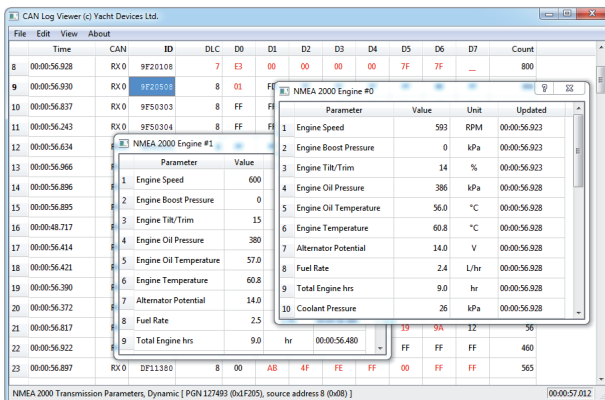 CAN Log Viewer (c) Yacht Devices Ltd.
File Edit View About
Time CAN ID DLC D0 D1 D2 D3 D4 D5 D6 D7 Count
8 00:00:56.928 RX 0 9F20108 7 E3 00 00 00 00 7F 7F __ 800
9 00:00:56.930 9F20508 8 01
10 00:00:56.837 RX 0 9F50303 8 FF
11 00:00:56.243 RX 0 9F50304 8 FF
12 00:00:56.634
13 00:00:56.966
14 00:00:56.896
15 00:00:56.895
16 00:00:48.717
17 00:00:56.414
18 00:00:56.421
19 00:00:56.390
20 00:00:56.372
21 00:00:56.817 19 9A 12 56
22 00:00:56.922 FF FF FF 460
23 00:00:56.897 RX 0 DF11380 8 00 AB 4F FE FF 00 FF FF 565
NMEA 2000 Engine #1
Parameter Value
1 Engine Speed 600
2 Engine Boost Pressure 0
3 Engine Tilt/Trim 15
4 Engine Oil Pressure 380
5 Engine Oil Temperature 57.0
6 Engine Temperature 60.8
7 Alternator Potential 14.0
8 Fuel Rate 2.5
9 Total Engine hrs 9.0 hr 00:00:56.480
NMEA 2000 Engine #0
Parameter Value Unit Updated
1 Engine Speed 593 RPM 00:00:56.923
2 Engine Boost Pressure 0 kPa 00:00:56.923
3 Engine Tilt/Trim 14 % 00:00:56.923
4 Engine Oil Pressure 386 kPa 00:00:56.928
5 Engine Oil Temperature 56.0 °C 00:00:56.928
6 Engine Temperature 60.8 °C 00:00:56.928
7 Alternator Potential 14.0 V 00:00:56.928
8 Fuel Rate 2.4 L/hr 00:00:56.928
9 Total Engine hrs 9.0 hr 00:00:56.928
10 Coolant Pressure 26 kPa 00:00:56.928
NMEA 2000 Transmission Parameters, Dynamic [ PGN 127493 (0x1F205), source address 8 (0x08) ] 00:00:57.012